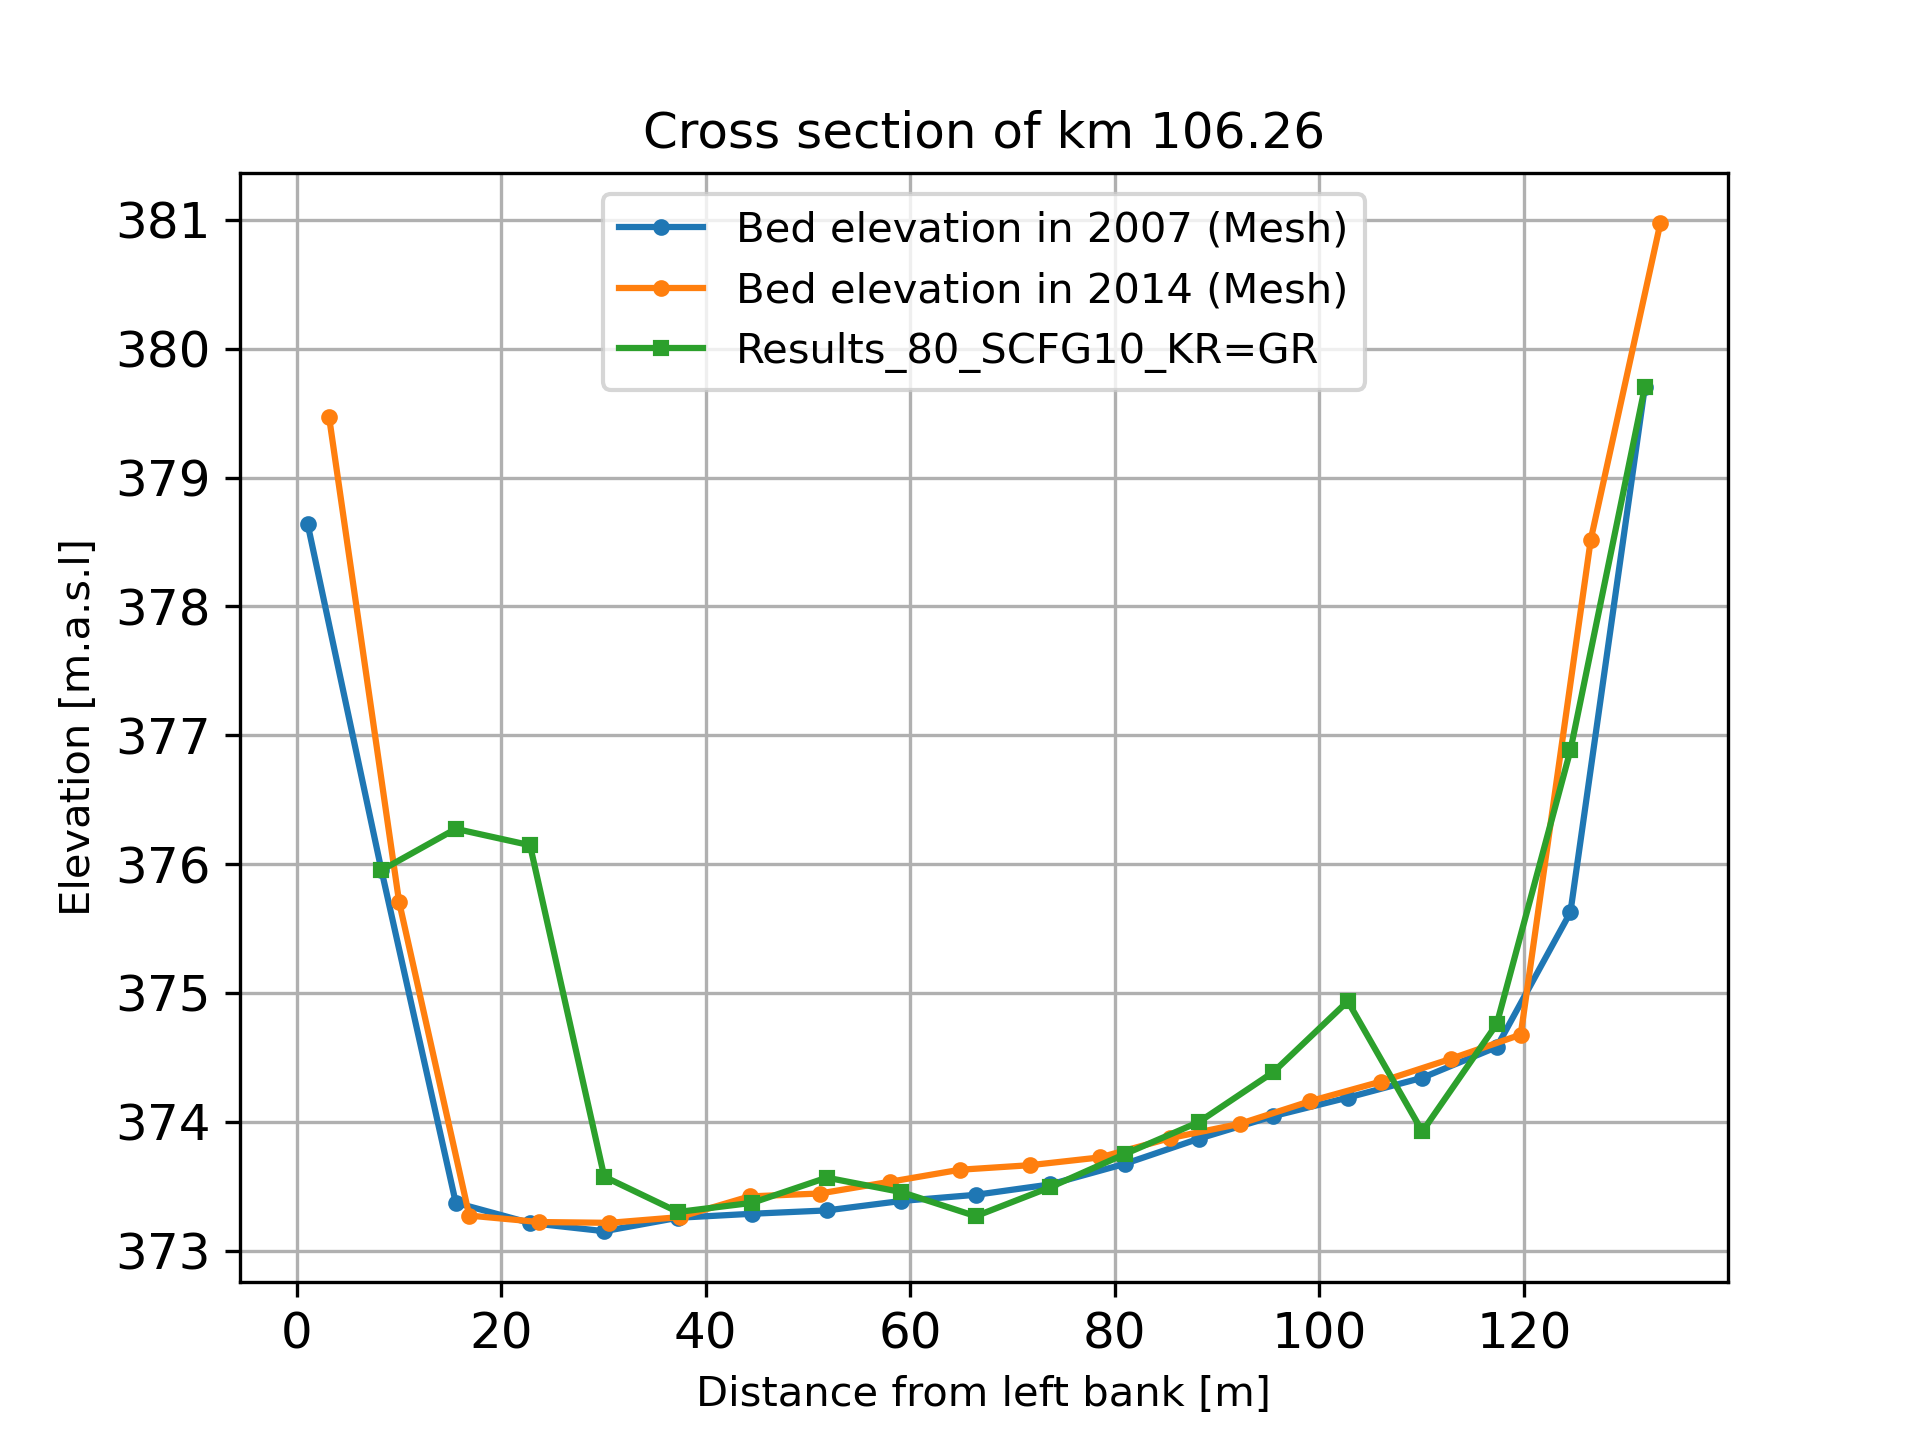 Cross section of km 106.26
Bed elevation in 2007 (Mesh)
Bed elevation in 2014 (Mesh)
Results_80_SCFG10_KR=GR
Elevation [m.a.s.l]
381
380
379
378
377
376
375
374
373
0 20 40 60 80 100 120
Distance from left bank [m]